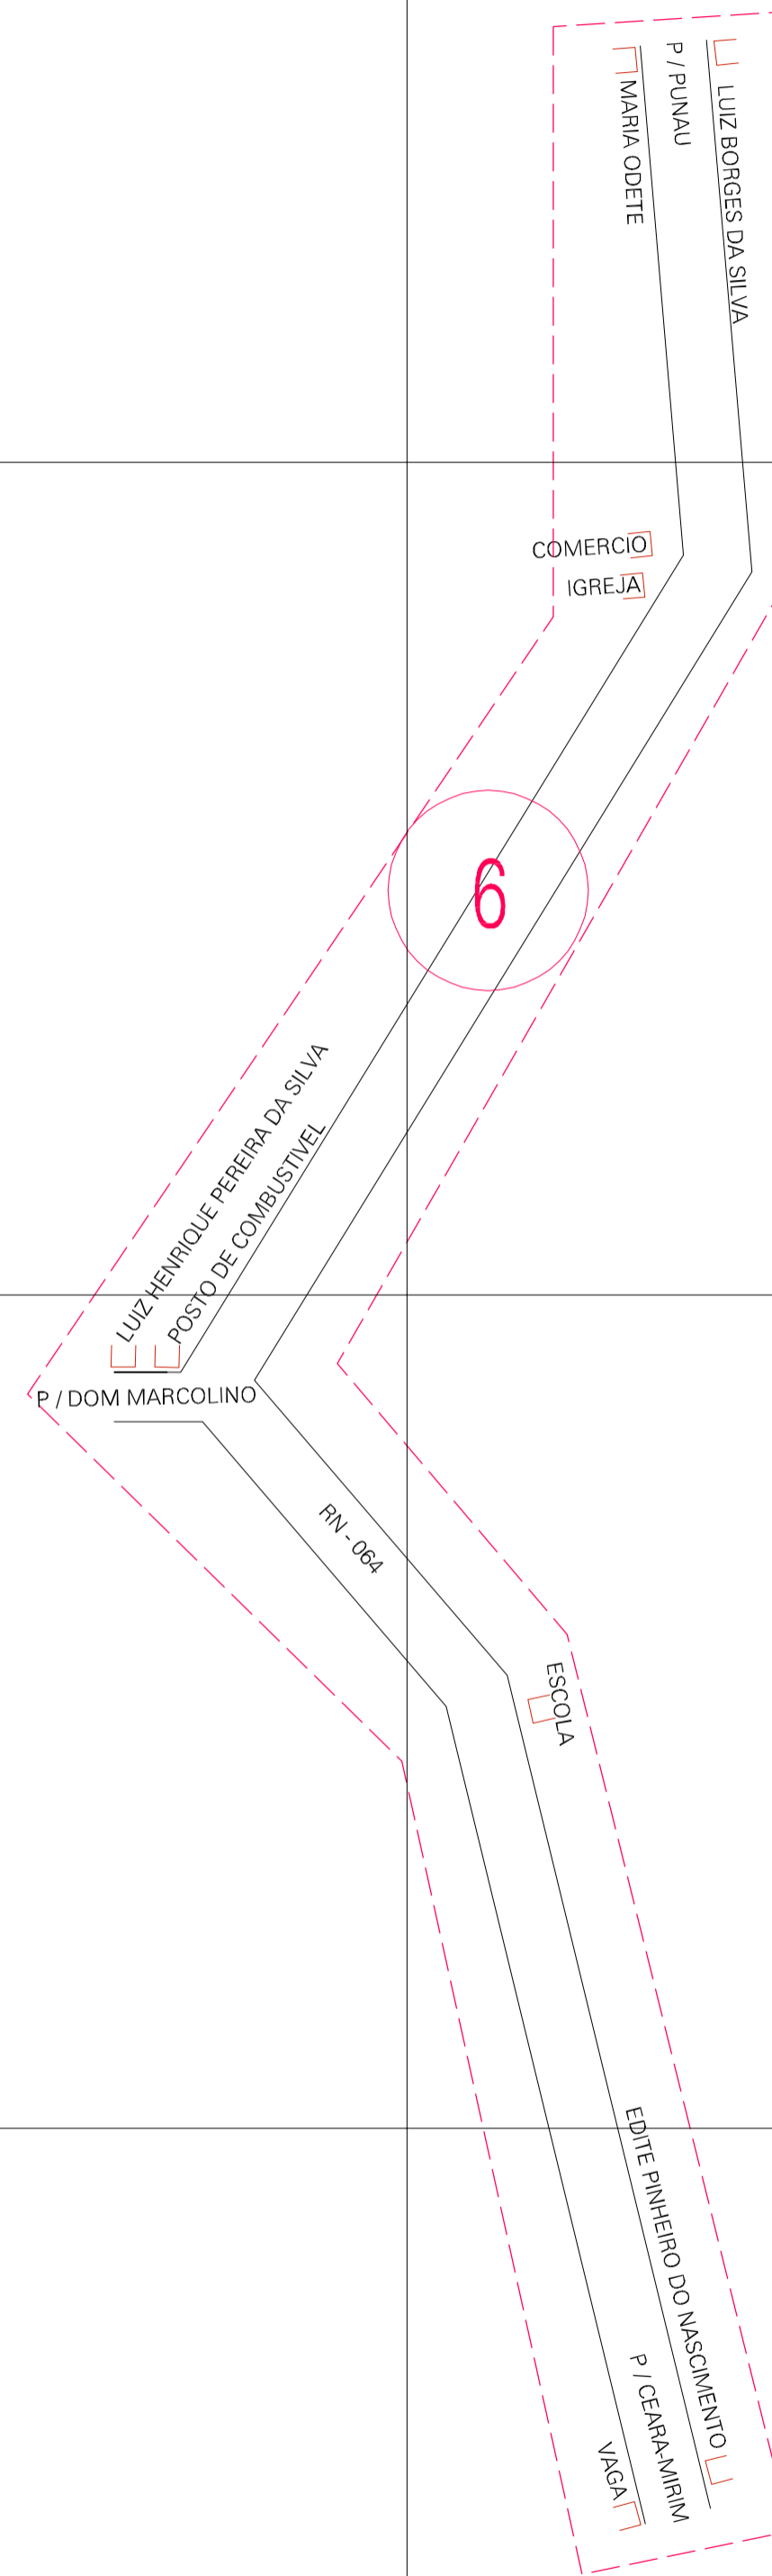 P / PUNAU
LUIZ BORGES DA SILVA
MARIA ODETE
COMERCIO
IGREJA
6
LUIZ HENRIQUE PEREIRA DA SILVA
POSTO DE COMBUSTIVEL
P / DOM MARCOLINO
RN - 064
ESCOLA
EDITE PINHEIRO DO NASCIMENTO
P / CEARA-MIRIM
VAGA